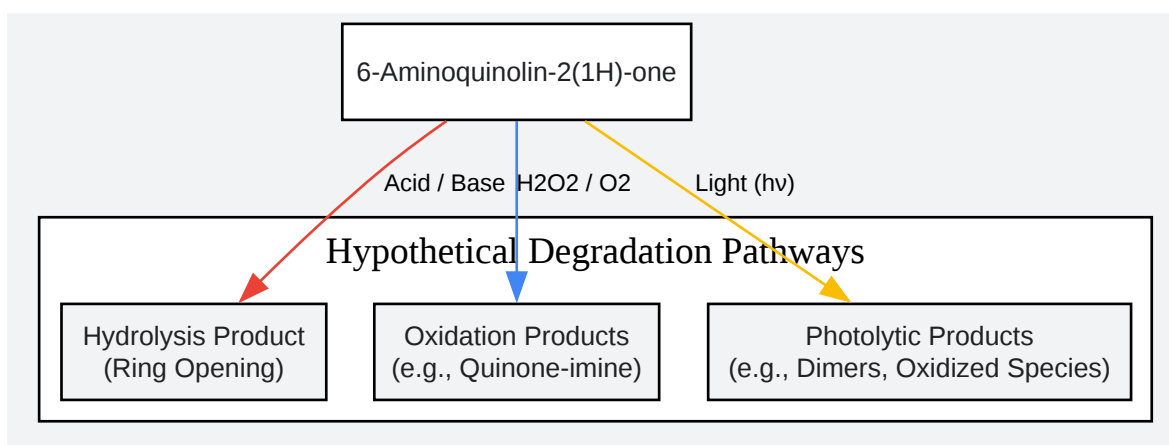 6-Aminoquinolin-2(1H)-one
Acid / Base
H2O2 / O2
Light (hν)
Hypothetical Degradation Pathways
Hydrolysis Product
(Ring Opening)
Oxidation Products
(e.g., Quinone-imine)
Photolytic Products
(e.g., Dimers, Oxidized Species)